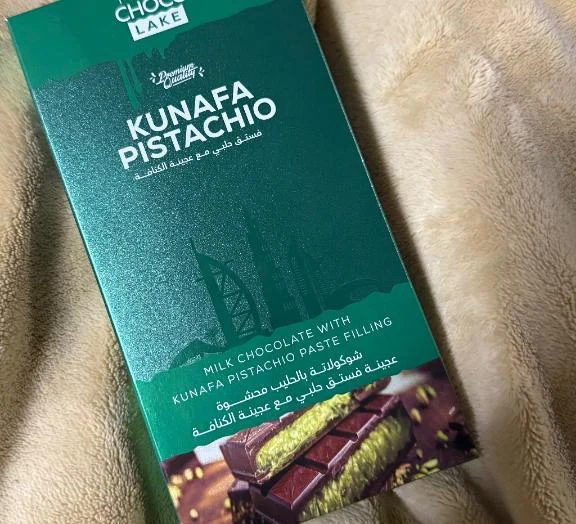 CHOCO
LAKE
Premium
Quality
KUNAFA
PISTACHIO
فستق حلبي مع عجينة الكنافة
MILK CHOCOLATE WITH
KUNAFA PISTACHIO PASTE FILLING
شوكولاتة بالحليب محشوة
عجينة فستق حلبي مع عجينة الكنافة